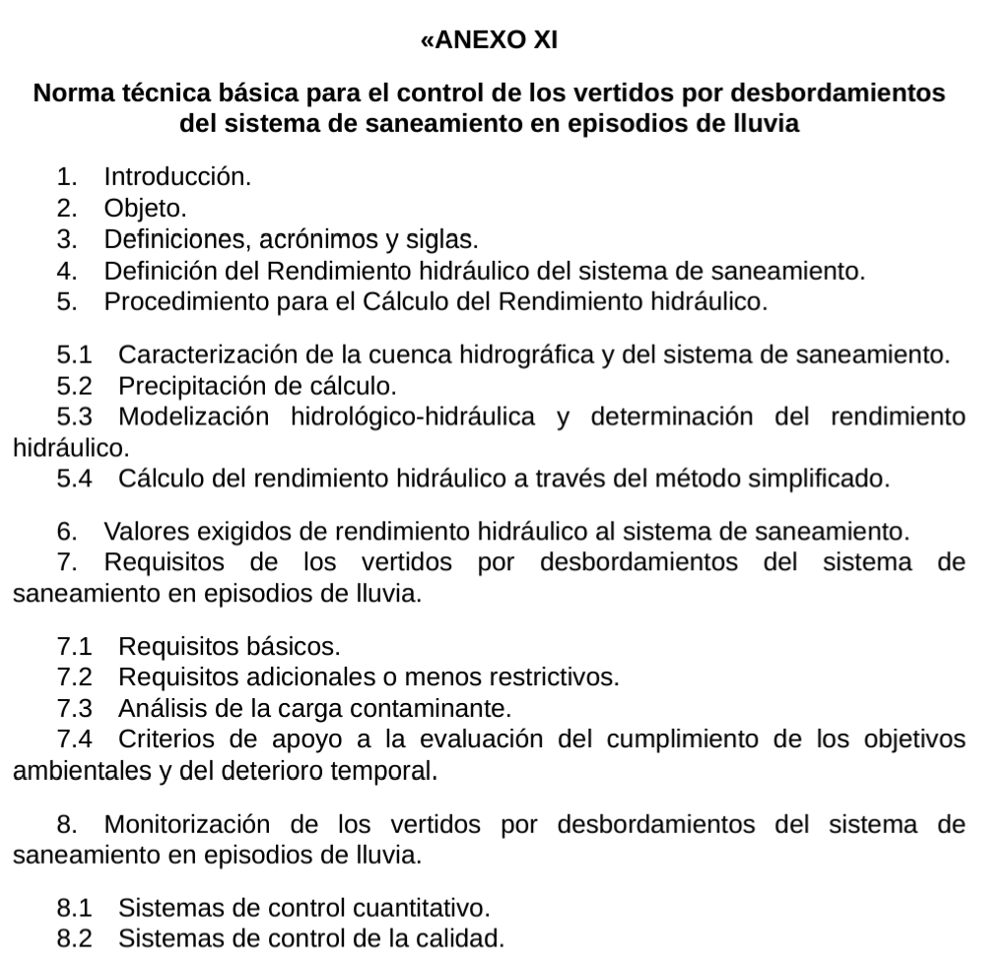 «ANEXO XI
Norma técnica básica para el control de los vertidos por desbordamientos
del sistema de saneamiento en episodios de lluvia
1. Introducción.
2. Objeto.
3. Definiciones, acrónimos y siglas.
4. Definición del Rendimiento hidráulico del sistema de saneamiento.
5. Procedimiento para el Cálculo del Rendimiento hidráulico.
5.1 Caracterización de la cuenca hidrográfica y del sistema de saneamiento.
5.2 Precipitación de cálculo.
5.3 Modelización hidrológico-hidráulica y determinación del rendimiento
hidráulico.
5.4 Cálculo del rendimiento hidráulico a través del método simplificado.
6. Valores exigidos de rendimiento hidráulico al sistema de saneamiento.
7. Requisitos de los vertidos por desbordamientos del sistema de
saneamiento en episodios de lluvia.
7.1 Requisitos básicos.
7.2 Requisitos adicionales o menos restrictivos.
7.3 Análisis de la carga contaminante.
7.4 Criterios de apoyo a la evaluación del cumplimiento de los objetivos
ambientales y del deterioro temporal.
8. Monitorización de los vertidos por desbordamientos del sistema de
saneamiento en episodios de lluvia.
8.1 Sistemas de control cuantitativo.
8.2 Sistemas de control de la calidad.